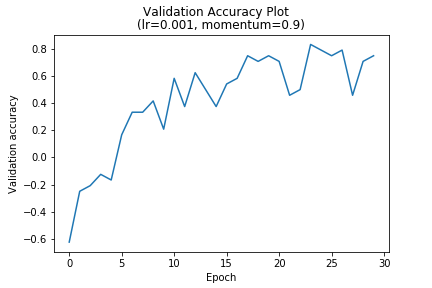 Validation Accuracy Plot
(lr=0.001, momentum=0.9)
Validation accuracy
0.8
0.6
0.4
0.2
0.0
−0.2
−0.4
−0.6
0 5 10 15 20 25 30
Epoch